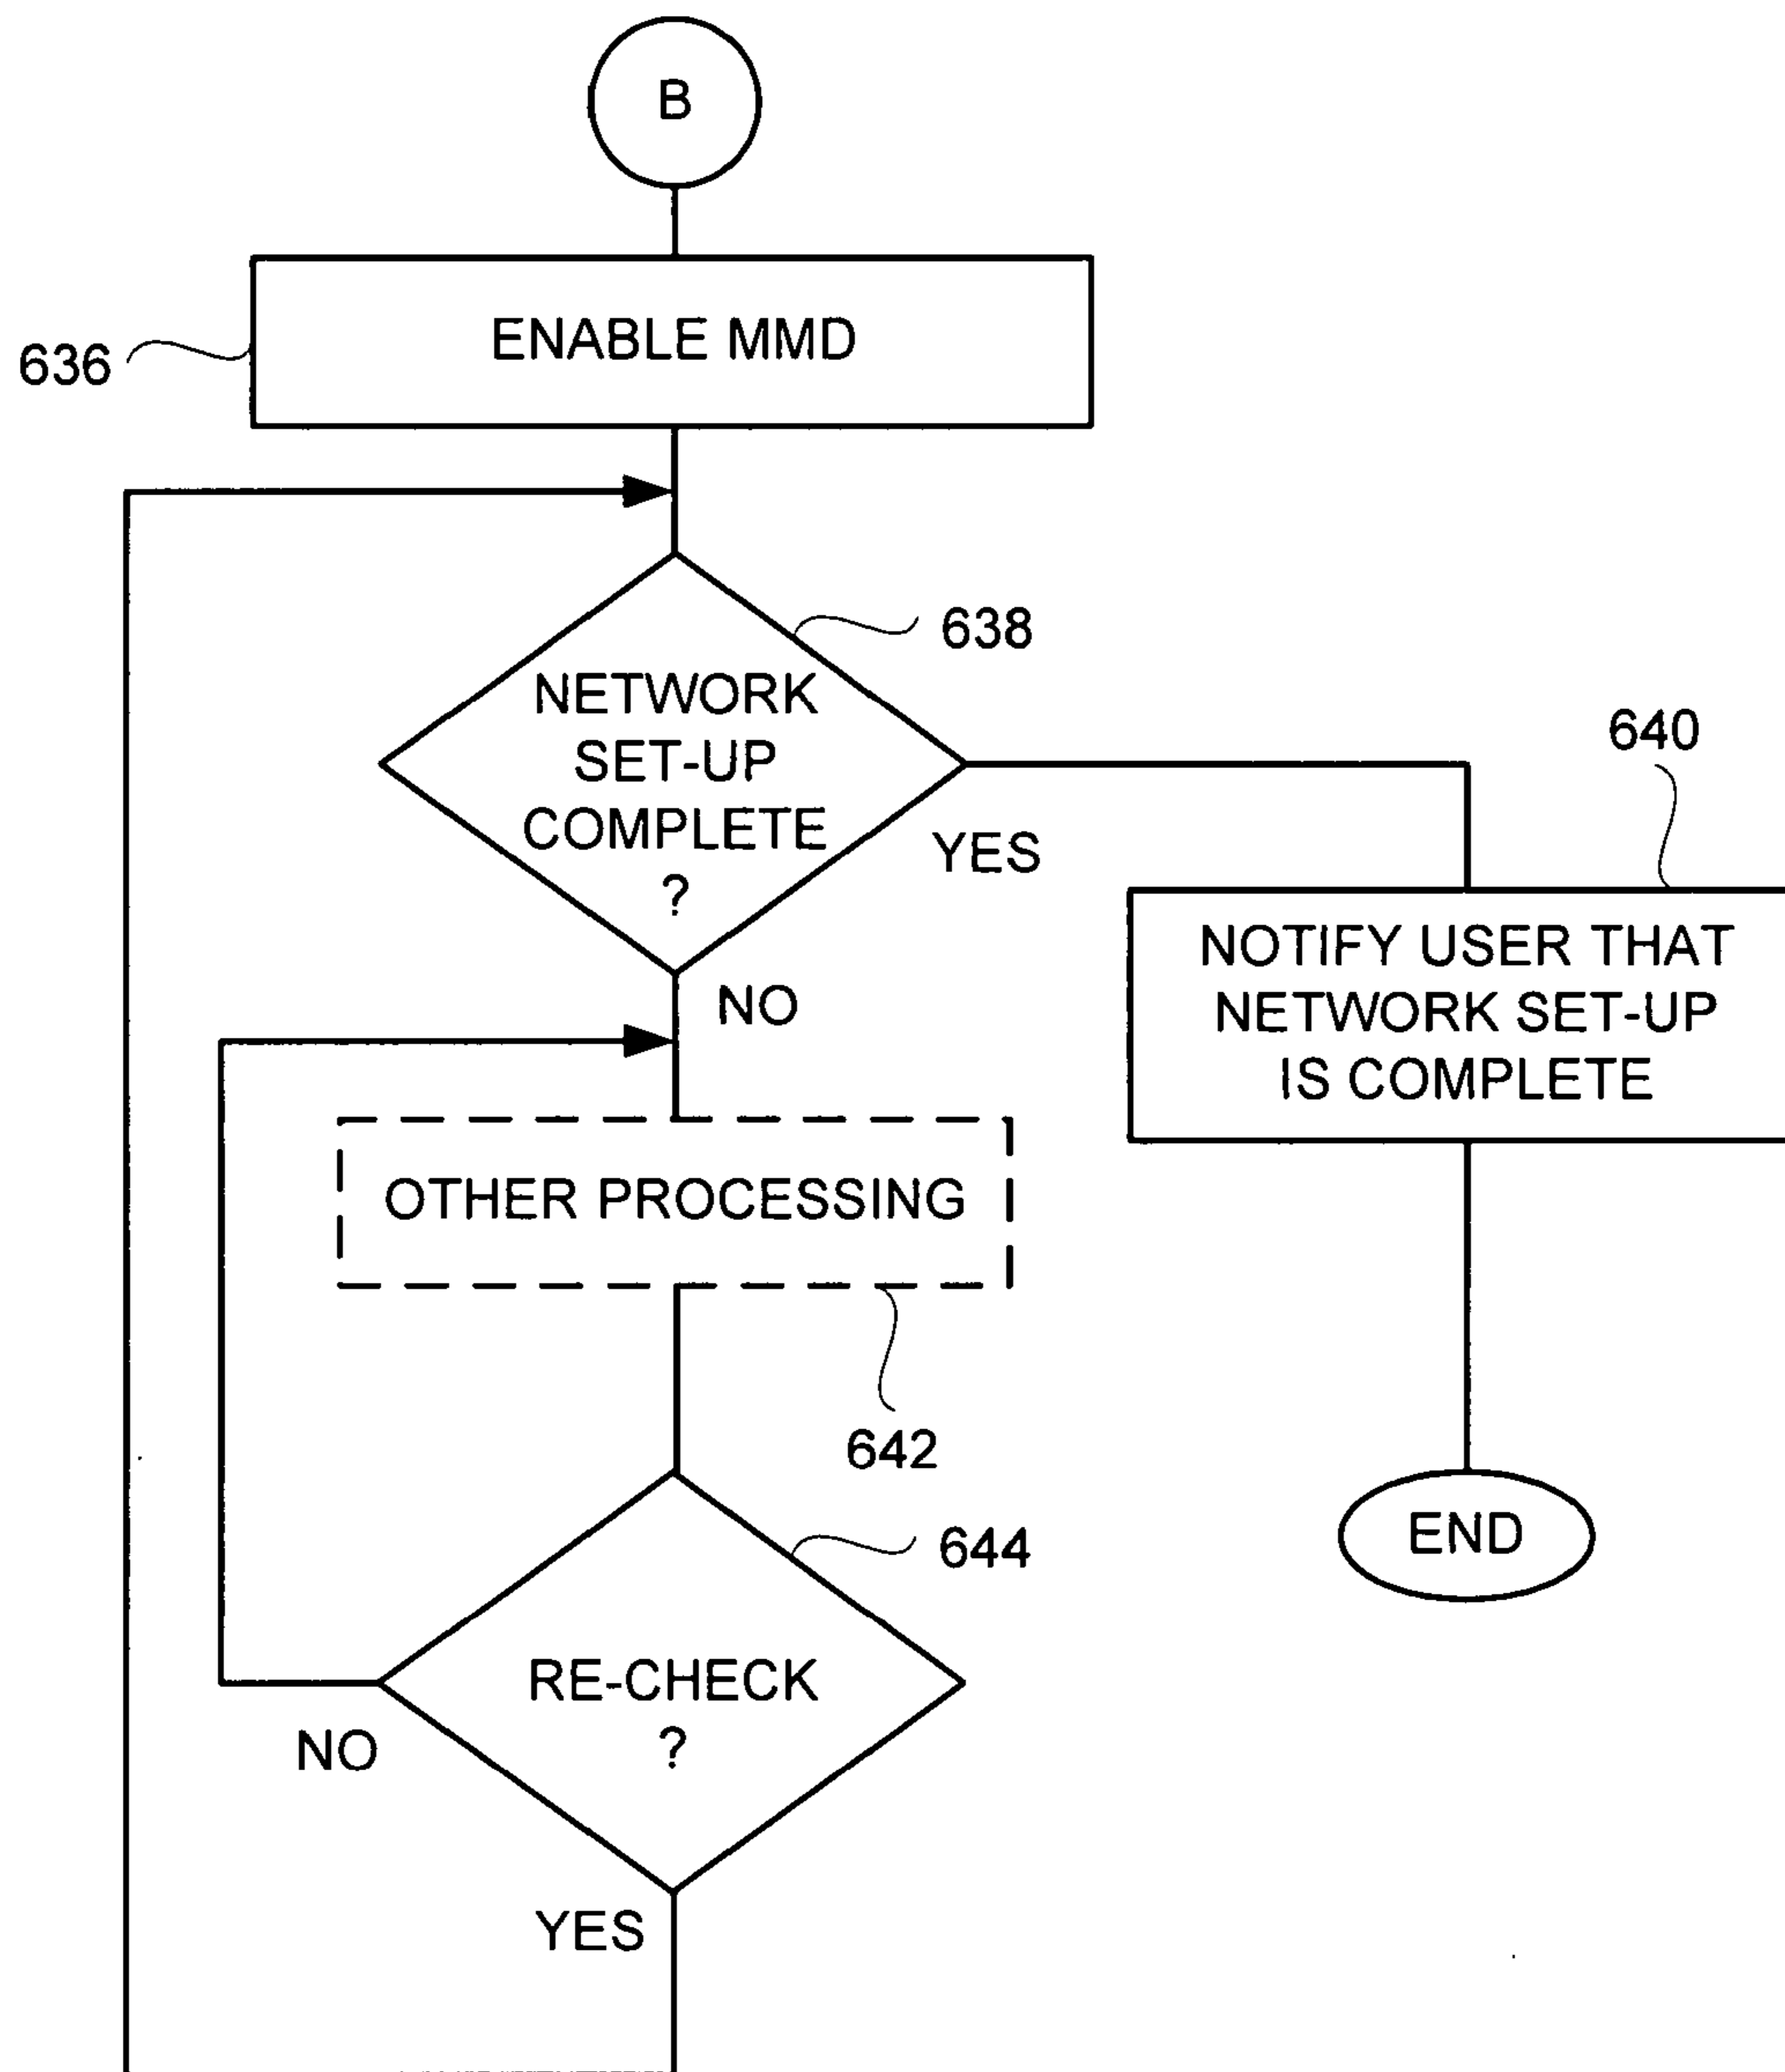 B
ENABLE MMD
636
638
NETWORK
SET-UP
COMPLETE
?
YES
640
NOTIFY USER THAT
NETWORK SET-UP
IS COMPLETE
NO
OTHER PROCESSING
642
644
END
RE-CHECK
?
NO
YES